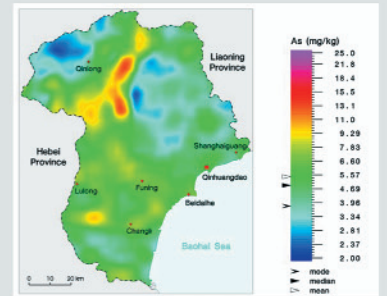 Liaoning
Province
As (mg/kg)
25.0
21.8
18.4
15.5
13.1
11.0
9.29
7.83
6.60
5.57
4.69
3.96
3.34
2.81
2.37
2.00
Qinlong
Hebei
Province
Shanhaiguang
Qinhuangdao
Lulong
Funing
Beidaihe
Changli
Baohai Sea
0 10 20 km
mode
median
mean